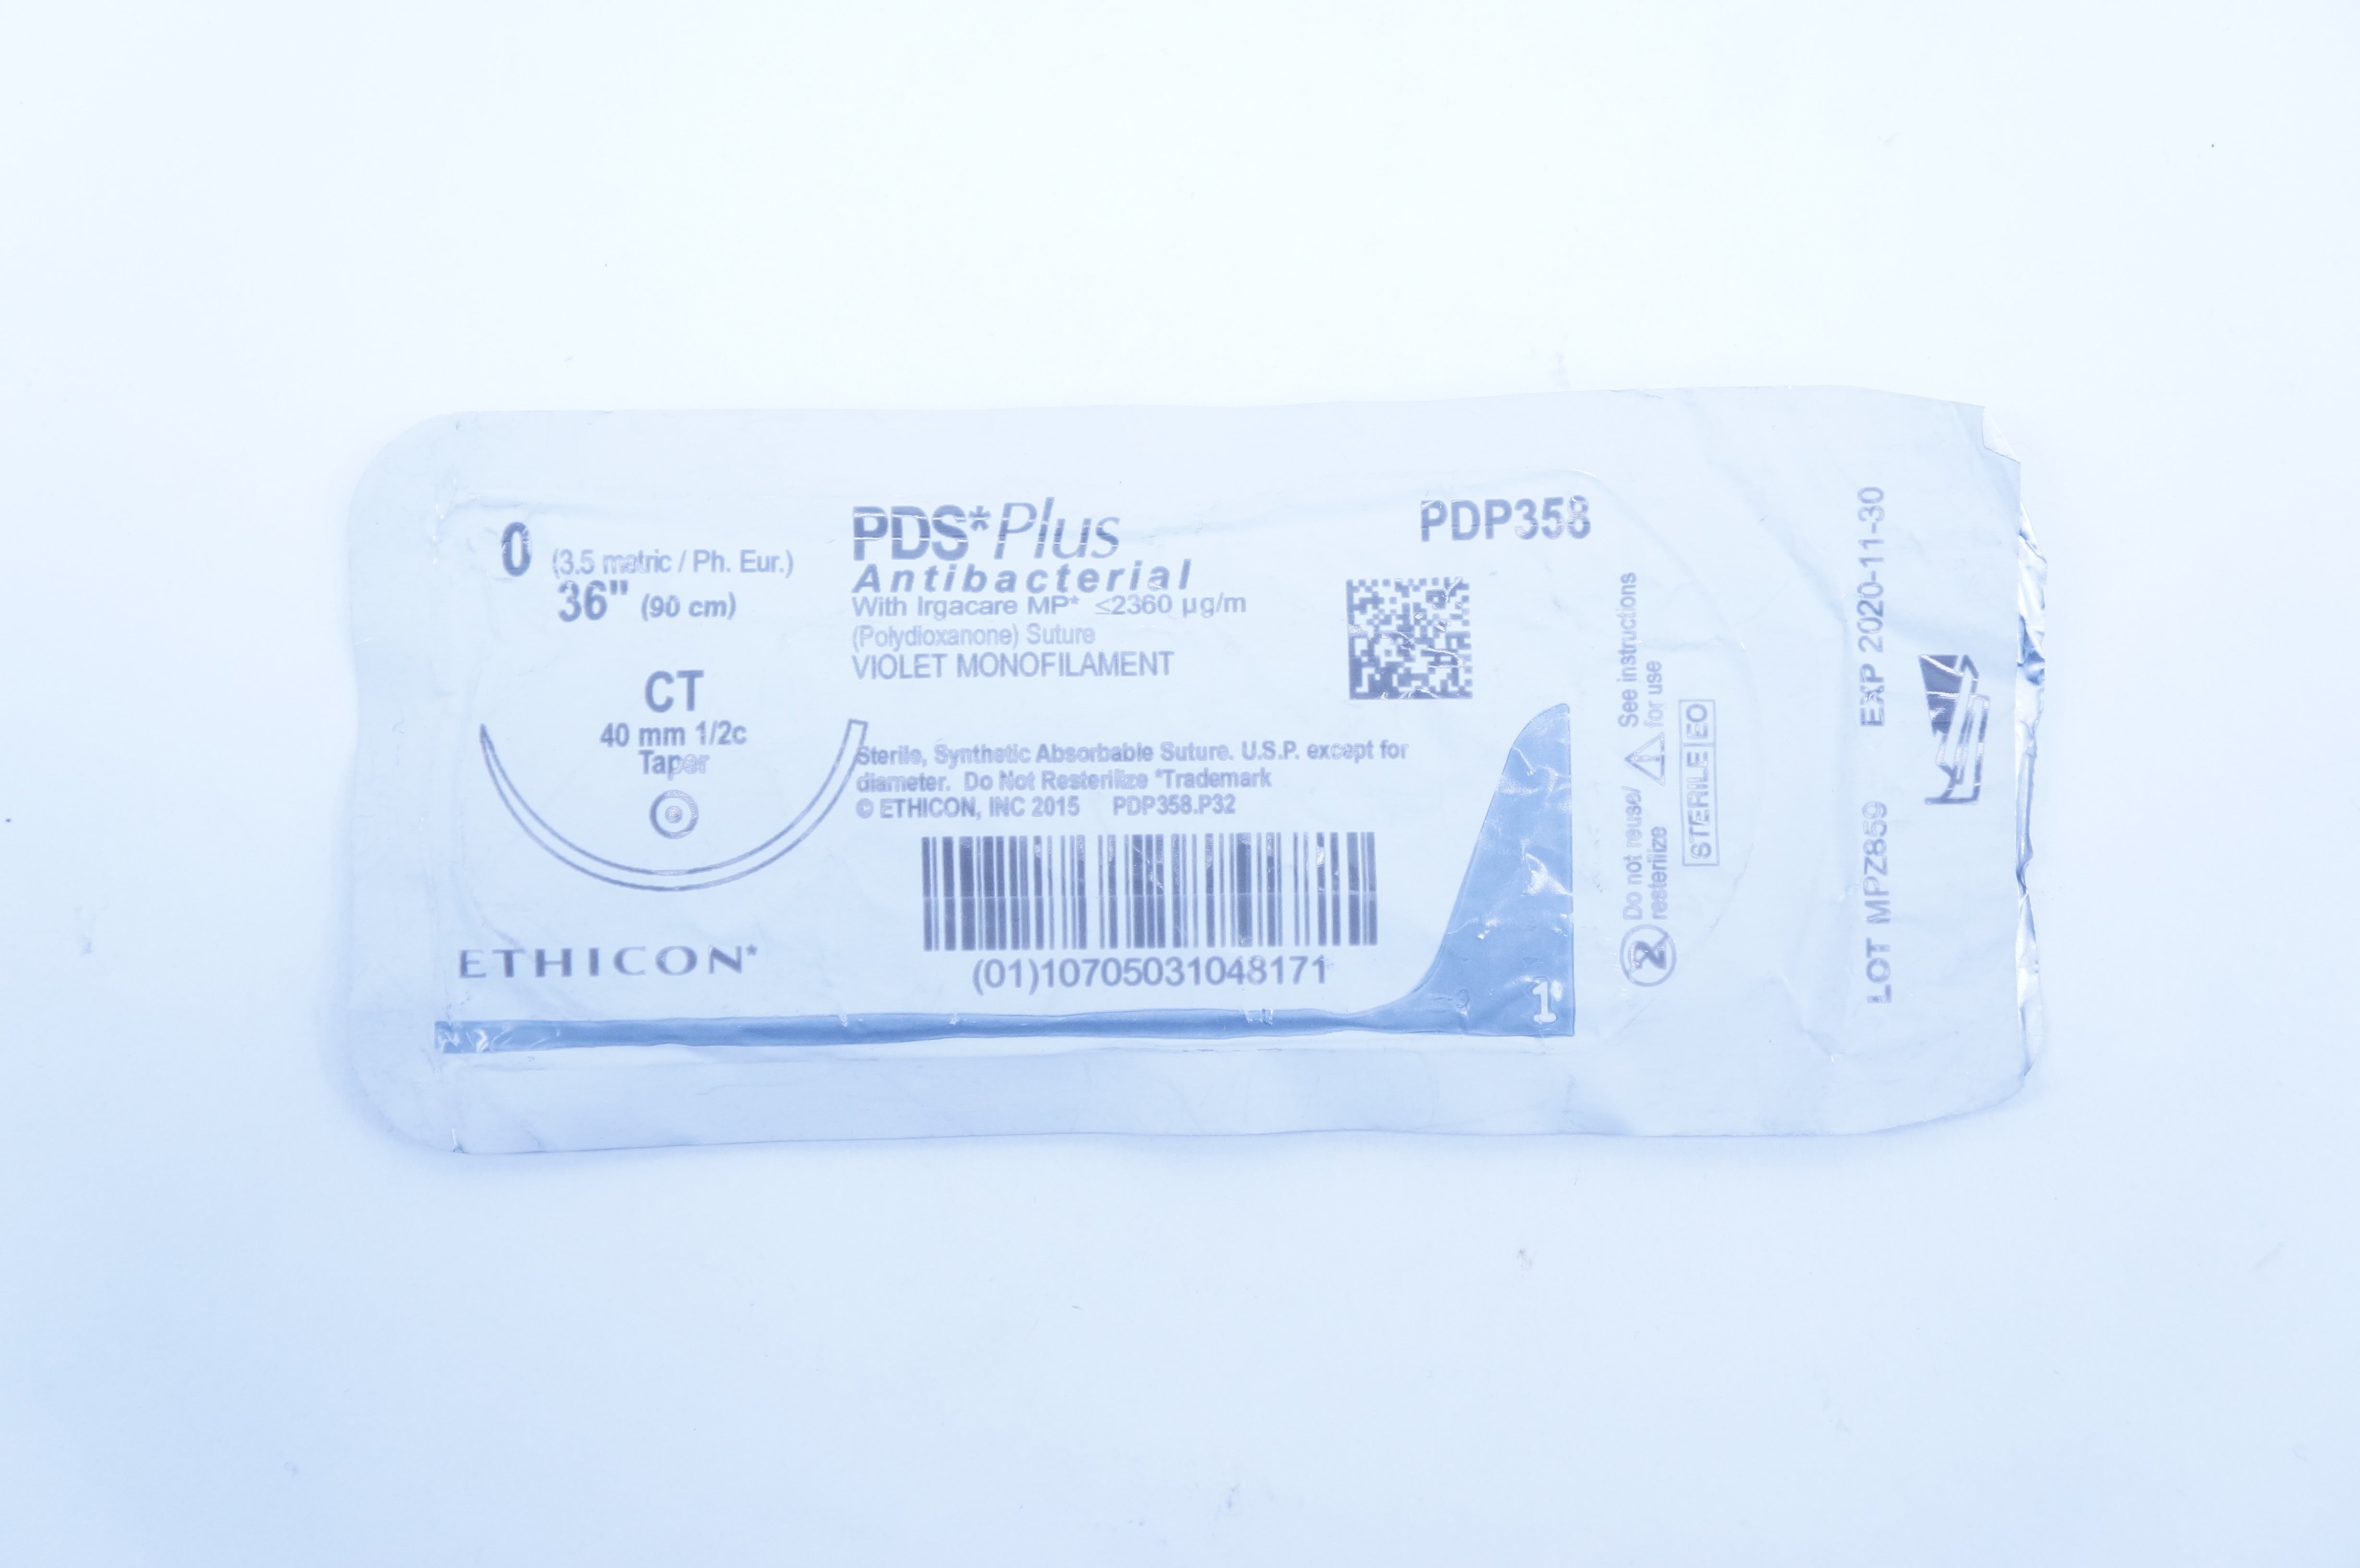 0 (3.5 metric / Ph. Eur.)
36" (90 cm)
CT
40 mm 1/2c
Taper
ETHICON*
PDS*Plus
Antibacterial
With Irgacare MP* ≤2360 µg/m
(Polydioxanone) Suture
VIOLET MONOFILAMENT
Sterile, Synthetic Absorbable Suture. U.S.P. except for
diameter. Do Not Resterilize *Trademark
© ETHICON, INC 2015 PDP358.P32
(01)10705031048171
PDP358
1
2 Do not reuse/
resterilize
See instructions
for use
STERILE EO
LOT MPZ859 EXP 2020-11-30